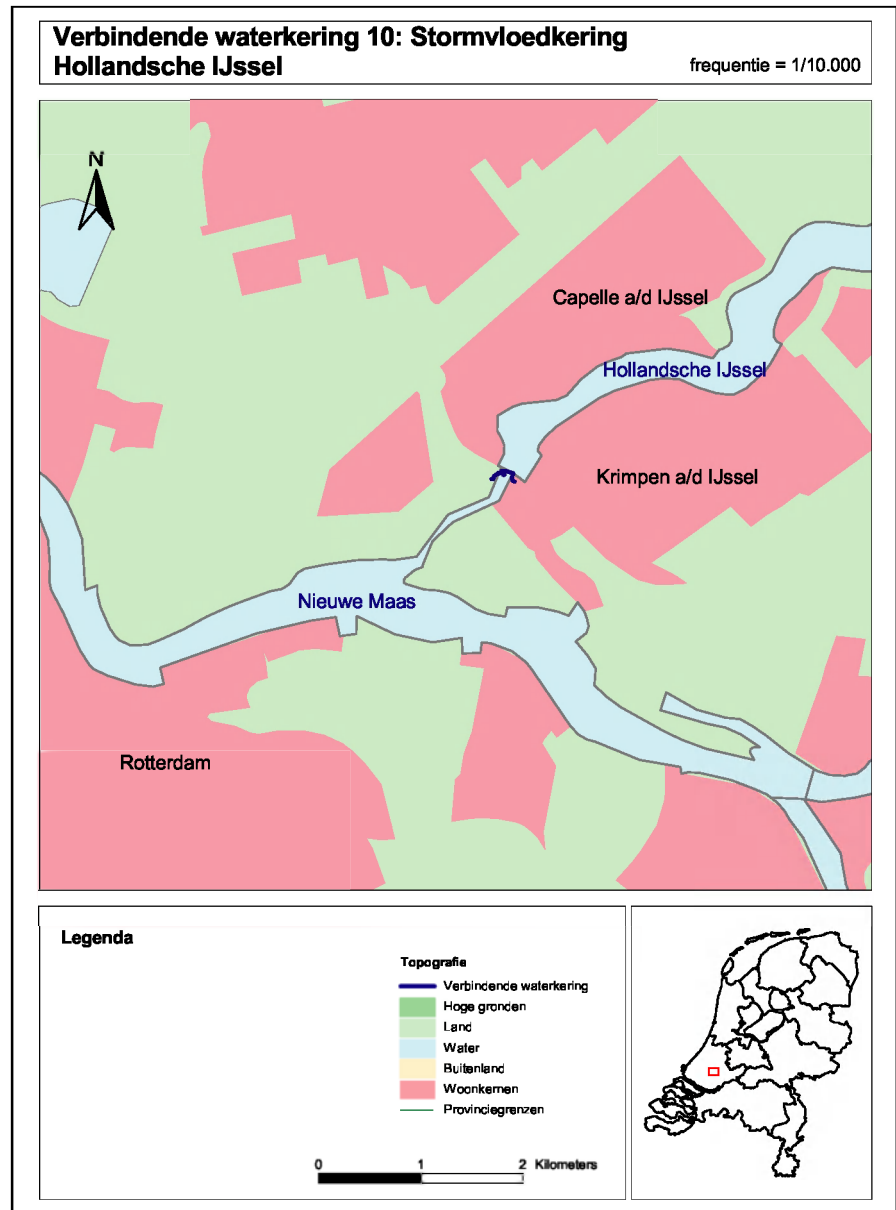 Verbindende waterkering 10: Stormvloedkering
Hollandsche IJssel
frequentie = 1/10.000
N
Capelle a/d IJssel
Hollandsche IJssel
Krimpen a/d IJssel
Nieuwe Maas
Rotterdam
Legenda
Topografie
Verbindende waterkering
Hoge gronden
Land
Water
Buitenland
Woonkernen
Provinciegrenzen
0 1 2 Kilometers